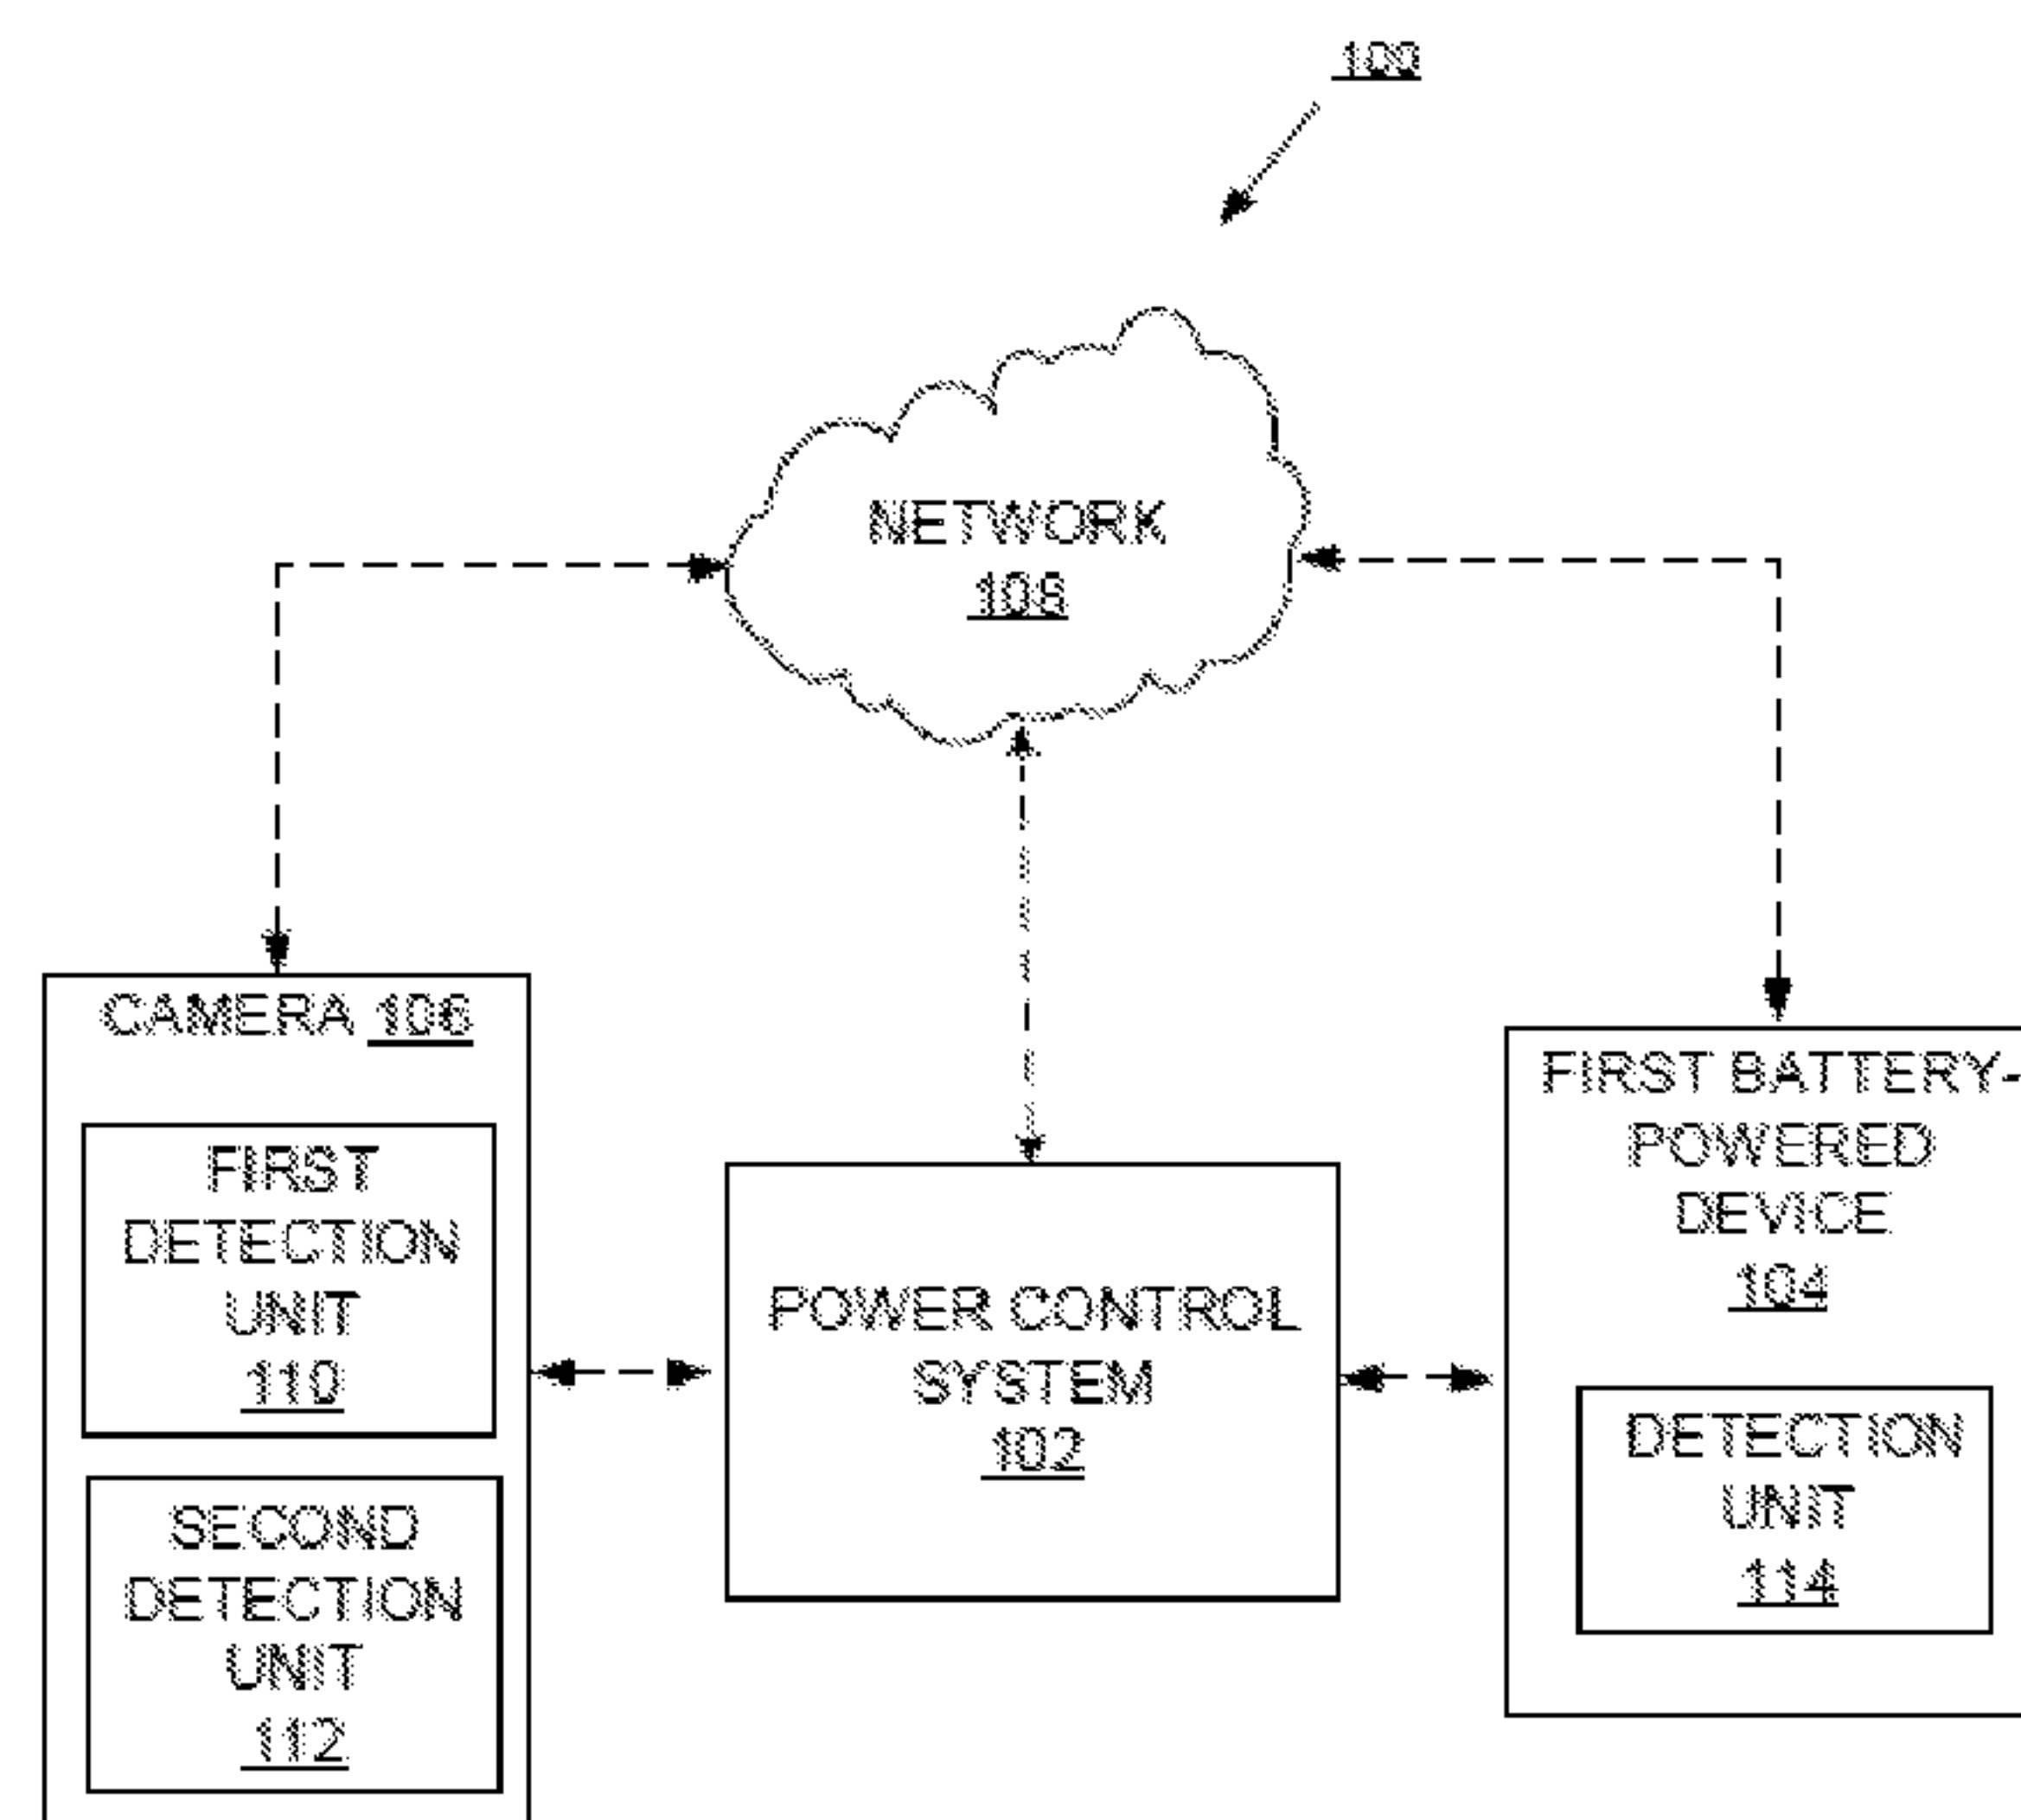 100
NETWORK
108
CAMERA 106
FIRST
DETECTION
UNIT
110
SECOND
DETECTION
UNIT
112
POWER CONTROL
SYSTEM
102
FIRST BATTERY-
POWERED
DEVICE
104
DETECTION
UNIT
114